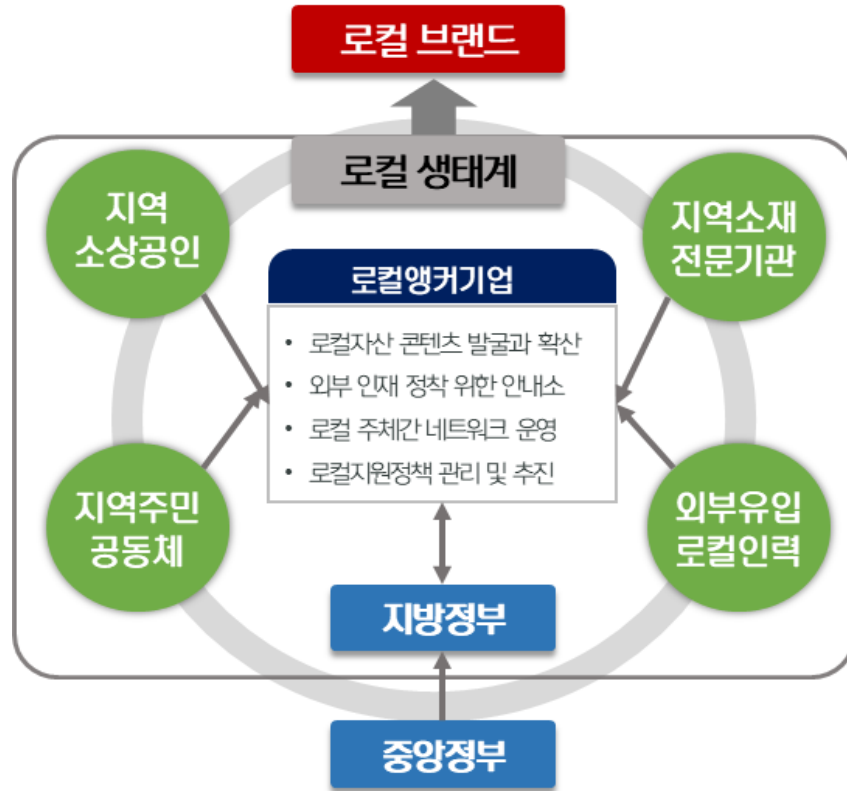 로컬 브랜드
로컬 생태계
지역
소상공인
지역소재
전문기관
로컬앵커기업
• 로컬자산 콘텐츠 발굴과 확산
• 외부 인재 정착 위한 안내소
• 로컬 주체간 네트워크 운영
• 로컬지원정책 관리 및 추진
지역주민
공동체
외부유입
로컬인력
지방정부
중앙정부